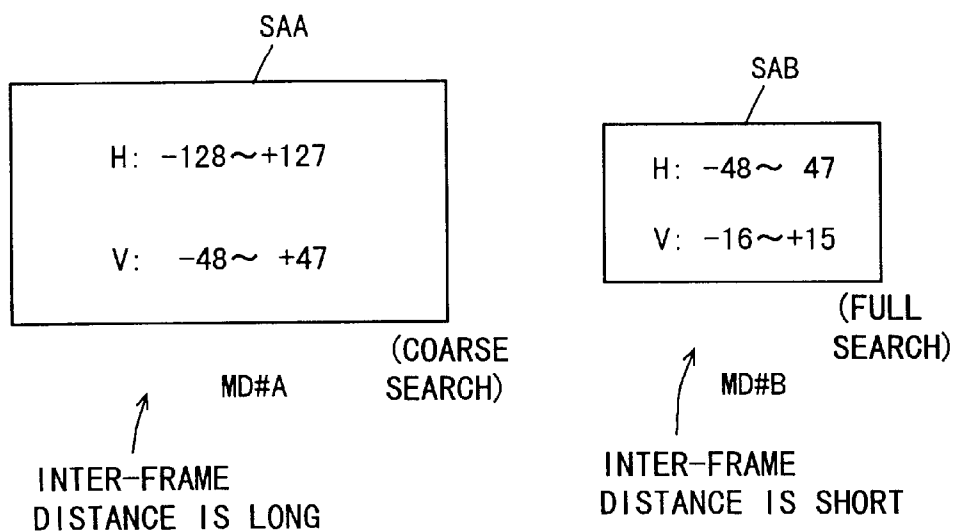 SAA
H: -128～+127
V: -48～ +47
(COARSE
SEARCH)
MD#A
INTER-FRAME
DISTANCE IS LONG
SAB
H: -48～ 47
V: -16～+15
(FULL
SEARCH)
MD#B
INTER-FRAME
DISTANCE IS SHORT